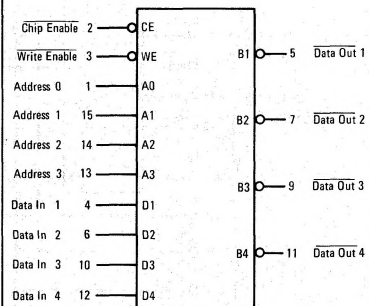 Chip Enable 2 CE
Write Enable 3 WE
B1 5 Data Out 1
Address 0 1 A0
Address 1 15 A1
B2 7 Data Out 2
Address 2 14 A2
Address 3 13 A3
B3 9 Data Out 3
Data In 1 4 D1
Data In 2 6 D2
B4 11 Data Out 4
Data In 3 10 D3
Data In 4 12 D4